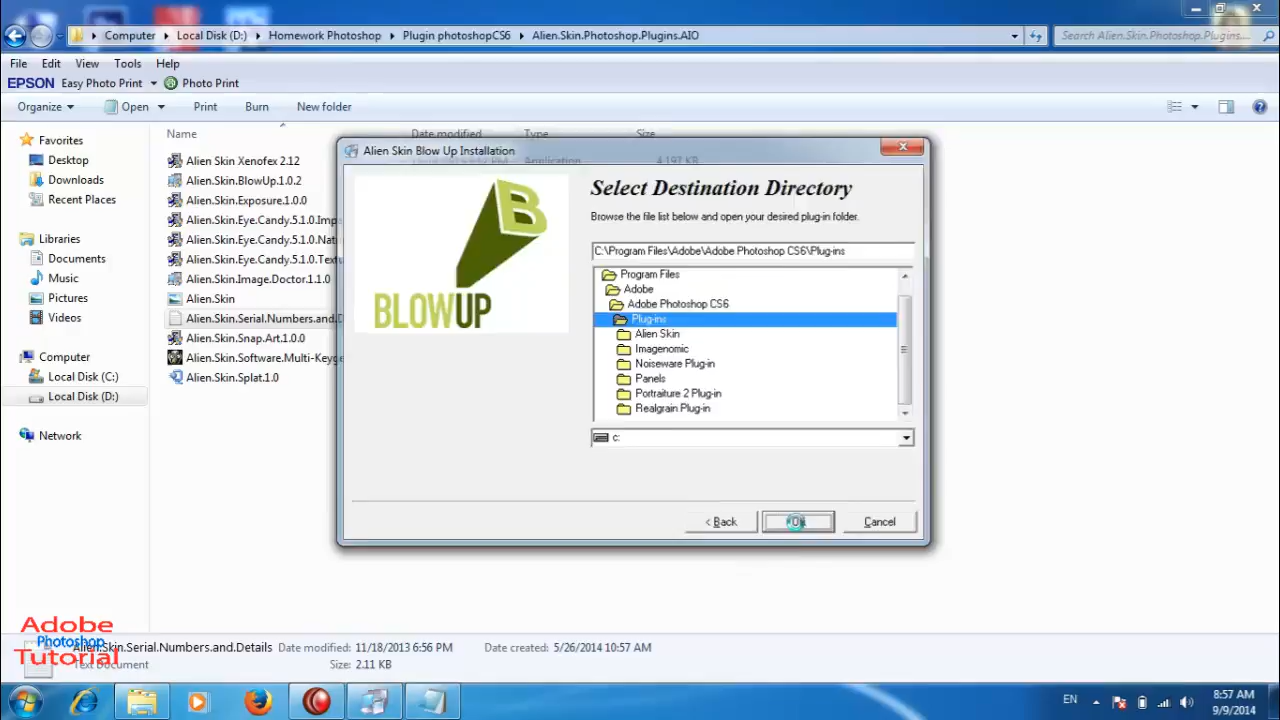 Computer Local Disk (D:) Homework Photoshop Plugin photoshopCS6 Alien.Skin.Photoshop.Plugins.AIO
Search Alien.Skin.Photoshop.Plugins....
File Edit View Tools Help
EPSON Easy Photo Print Photo Print
Organize Open Print Burn New folder
Name Date modified Type Size
Favorites
Desktop
Downloads
Recent Places
Libraries
Documents
Music
Pictures
Videos
Computer
Local Disk (C:)
Local Disk (D:)
Network
Alien Skin Xenofex 2.12 Application 4,197 KB
Alien.Skin.BlowUp.1.0.2
Alien.Skin.Exposure.1.0.0
Alien.Skin.Eye.Candy.5.1.0.Imp
Alien.Skin.Eye.Candy.5.1.0.Nat
Alien.Skin.Eye.Candy.5.1.0.Text
Alien.Skin.Image.Doctor.1.1.0
Alien.Skin
Alien.Skin.Serial.Numbers.and.D
Alien.Skin.Snap.Art.1.0.0
Alien.Skin.Software.Multi-Keyge
Alien.Skin.Splat.1.0
Alien Skin Blow Up Installation
B
BLOWUP
Select Destination Directory
Browse the file list below and open your desired plug-in folder.
C:\Program Files\Adobe\Adobe Photoshop CS6\Plug-ins
Program Files
Adobe
Adobe Photoshop CS6
Plug-ins
Alien Skin
Imagenomic
Noiseware Plug-in
Panels
Portraiture 2 Plug-in
Realgrain Plug-in
c:
< Back Ok Cancel
Adobe
Photoshop
Tutorial
Alien.Skin.Serial.Numbers.and.Details Date modified: 11/18/2013 6:56 PM Date created: 5/26/2014 10:57 AM
Text Document Size: 2.11 KB
EN
8:57 AM
9/9/2014